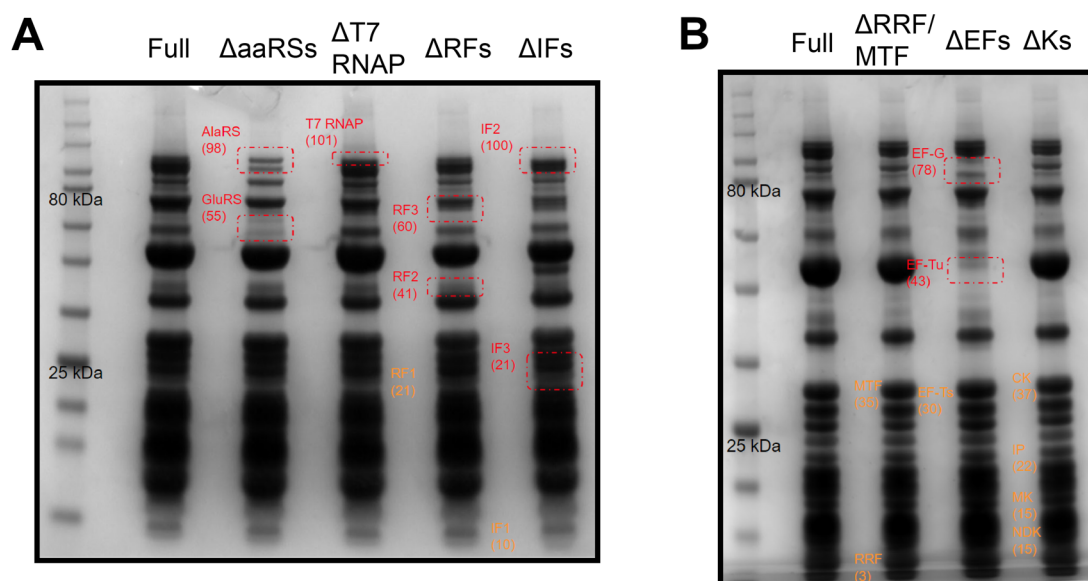 A
Full
ΔaaRSs
ΔT7
RNAP
ΔRFs
ΔIFs
AlaRS
(98)
T7 RNAP
(101)
IF2
(100)
80 kDa
GluRS
(55)
RF3
(60)
RF2
(41)
IF3
(21)
25 kDa
RF1
(21)
IF1
(10)
B
Full
ΔRRF/
MTF
ΔEFs
ΔKs
EF-G
(78)
80 kDa
EF-Tu
(43)
MTF
(36)
EF-Ts
(30)
CK
(37)
25 kDa
IP
(22)
MK
(15)
NDK
(15)
RRF
(3)